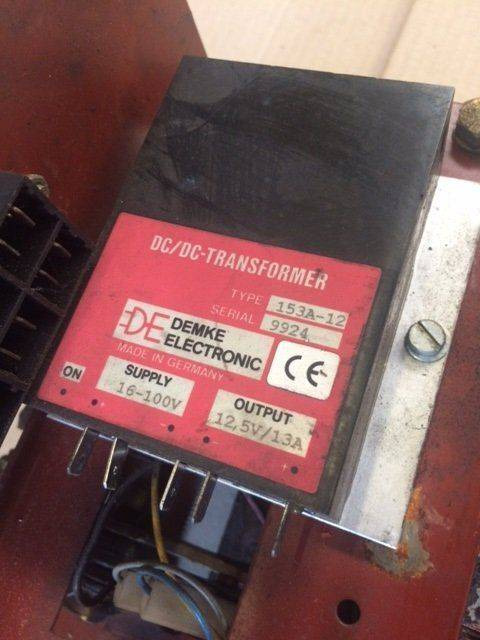 DC/DC-TRANSFORMER
TYPE 153A-12
SERIAL 9924
DE DEMKE
ELECTRONIC
MADE IN GERMANY
CE
ON
SUPPLY
16-100V
OUTPUT
12,5V/13A
- + - +